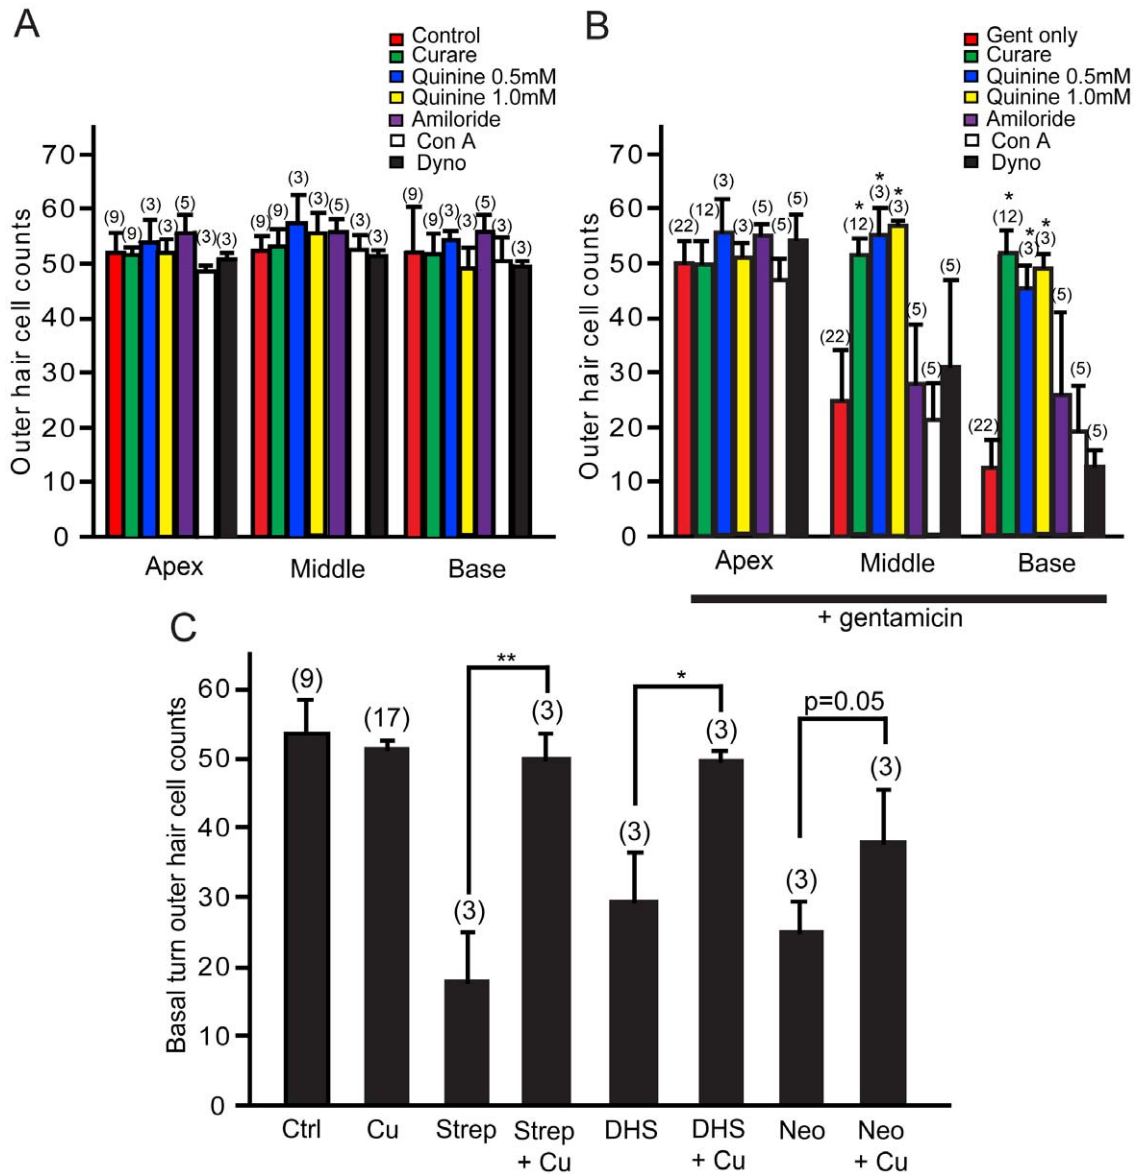 A
Control
Curare
Quinine 0.5mM
Quinine 1.0mM
Amiloride
Con A
Dyno
Outer hair cell counts
70
60
50
40
30
20
10
0
(9) (9) (3) (3) (5) (3) (3)
(9) (9) (3) (3) (5) (3) (3)
(9) (9) (3) (3) (5) (3) (3)
Apex Middle Base
B
Gent only
Curare
Quinine 0.5mM
Quinine 1.0mM
Amiloride
Con A
Dyno
Outer hair cell counts
70
60
50
40
30
20
10
0
(22) (12) (3) (3) (5) (5) (5)
* * *
(22) (12) (3) (3) (5) (5) (5)
* * *
(22) (12) (3) (3) (5) (5) (5)
Apex Middle Base
+ gentamicin
C
Basal turn outer hair cell counts
60
50
40
30
20
10
0
** * p=0.05
(9) (17) (3) (3) (3) (3) (3) (3)
Ctrl Cu Strep Strep DHS DHS Neo Neo
+ Cu + Cu + Cu